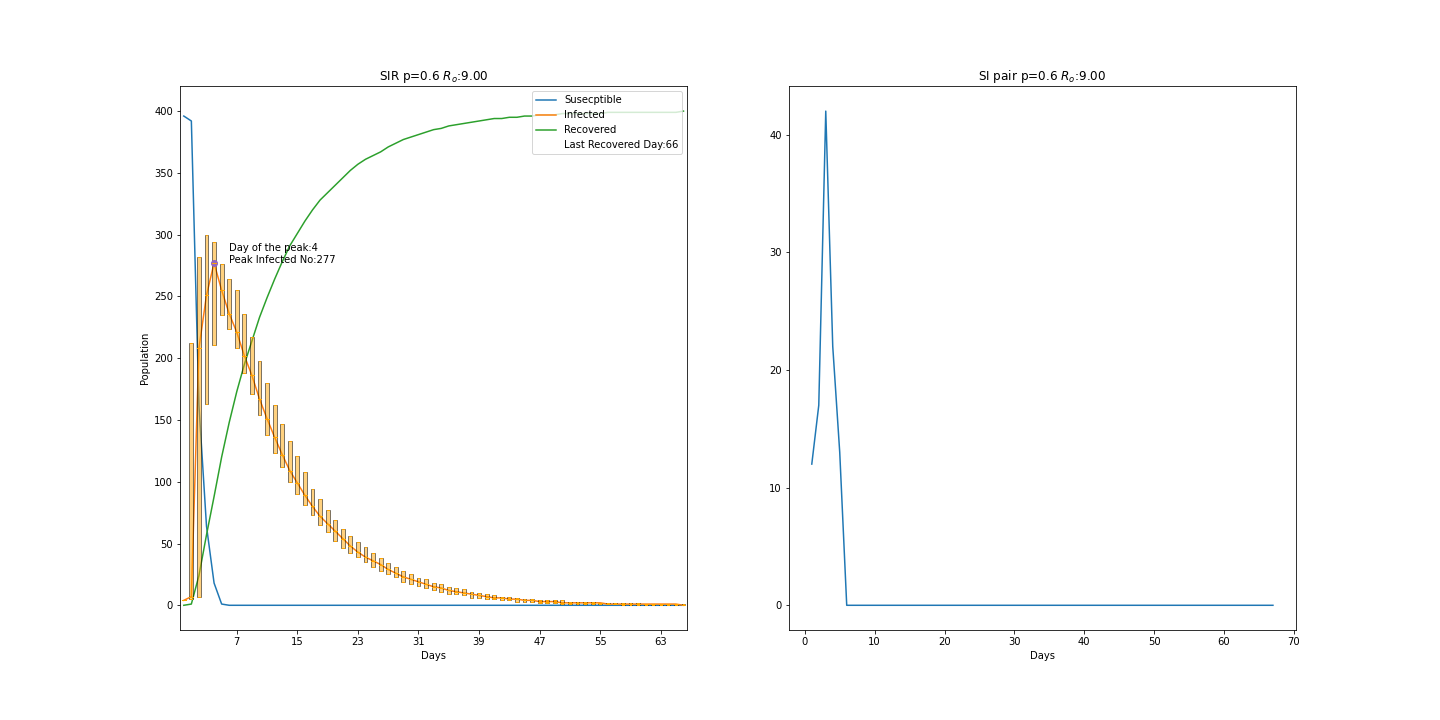 SIR p=0.6 Rₒ:9.00
400
350
300
250
200
150
100
50
0
Population
Susecptible
Infected
Recovered
Last Recovered Day:66
Day of the peak:4
Peak Infected No:277
7 15 23 31 39 47 55 63
Days
SI pair p=0.6 Rₒ:9.00
40
30
20
10
0
0 10 20 30 40 50 60 70
Days